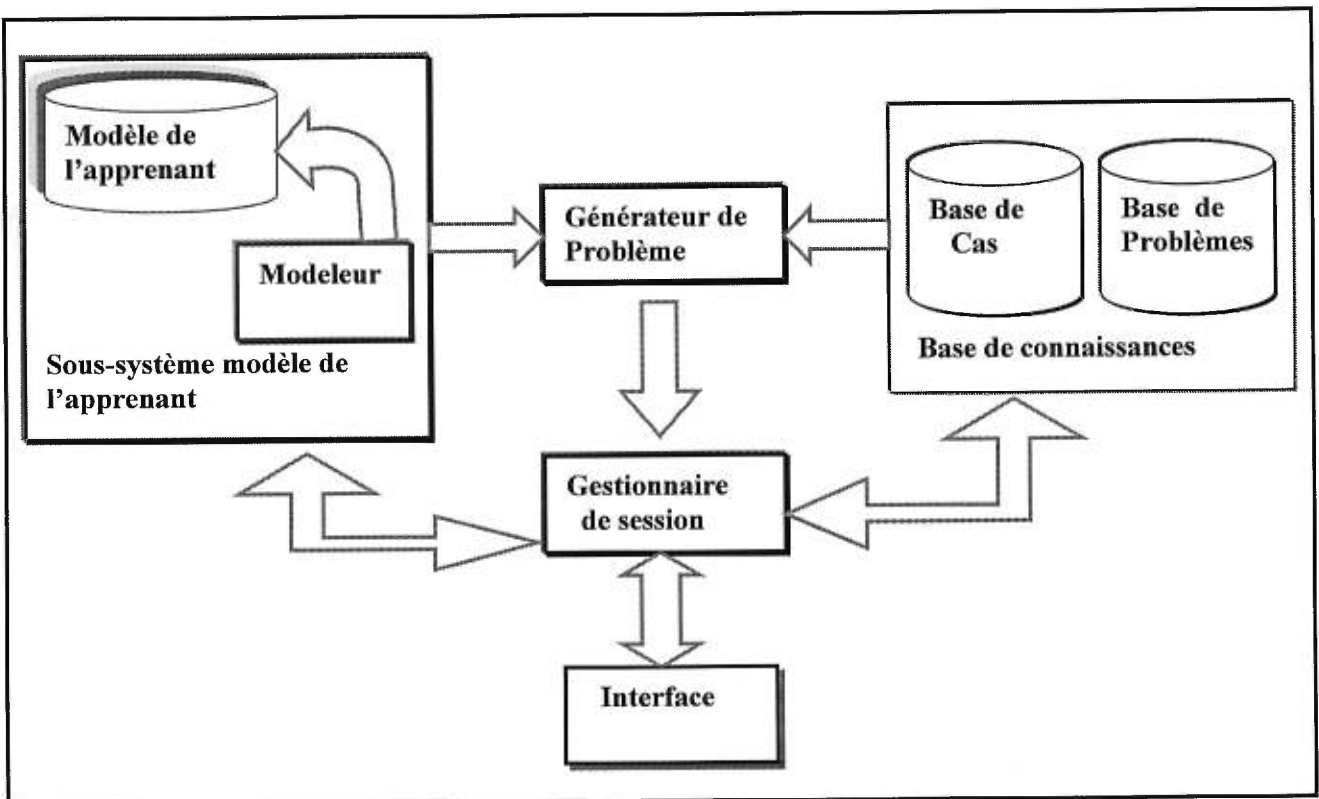 Modèle de
l'apprenant
Modeleur
Sous-système modèle de
l'apprenant
Générateur de
Problème
Base de
Cas
Base de
Problèmes
Base de connaissances
Gestionnaire
de session
Interface